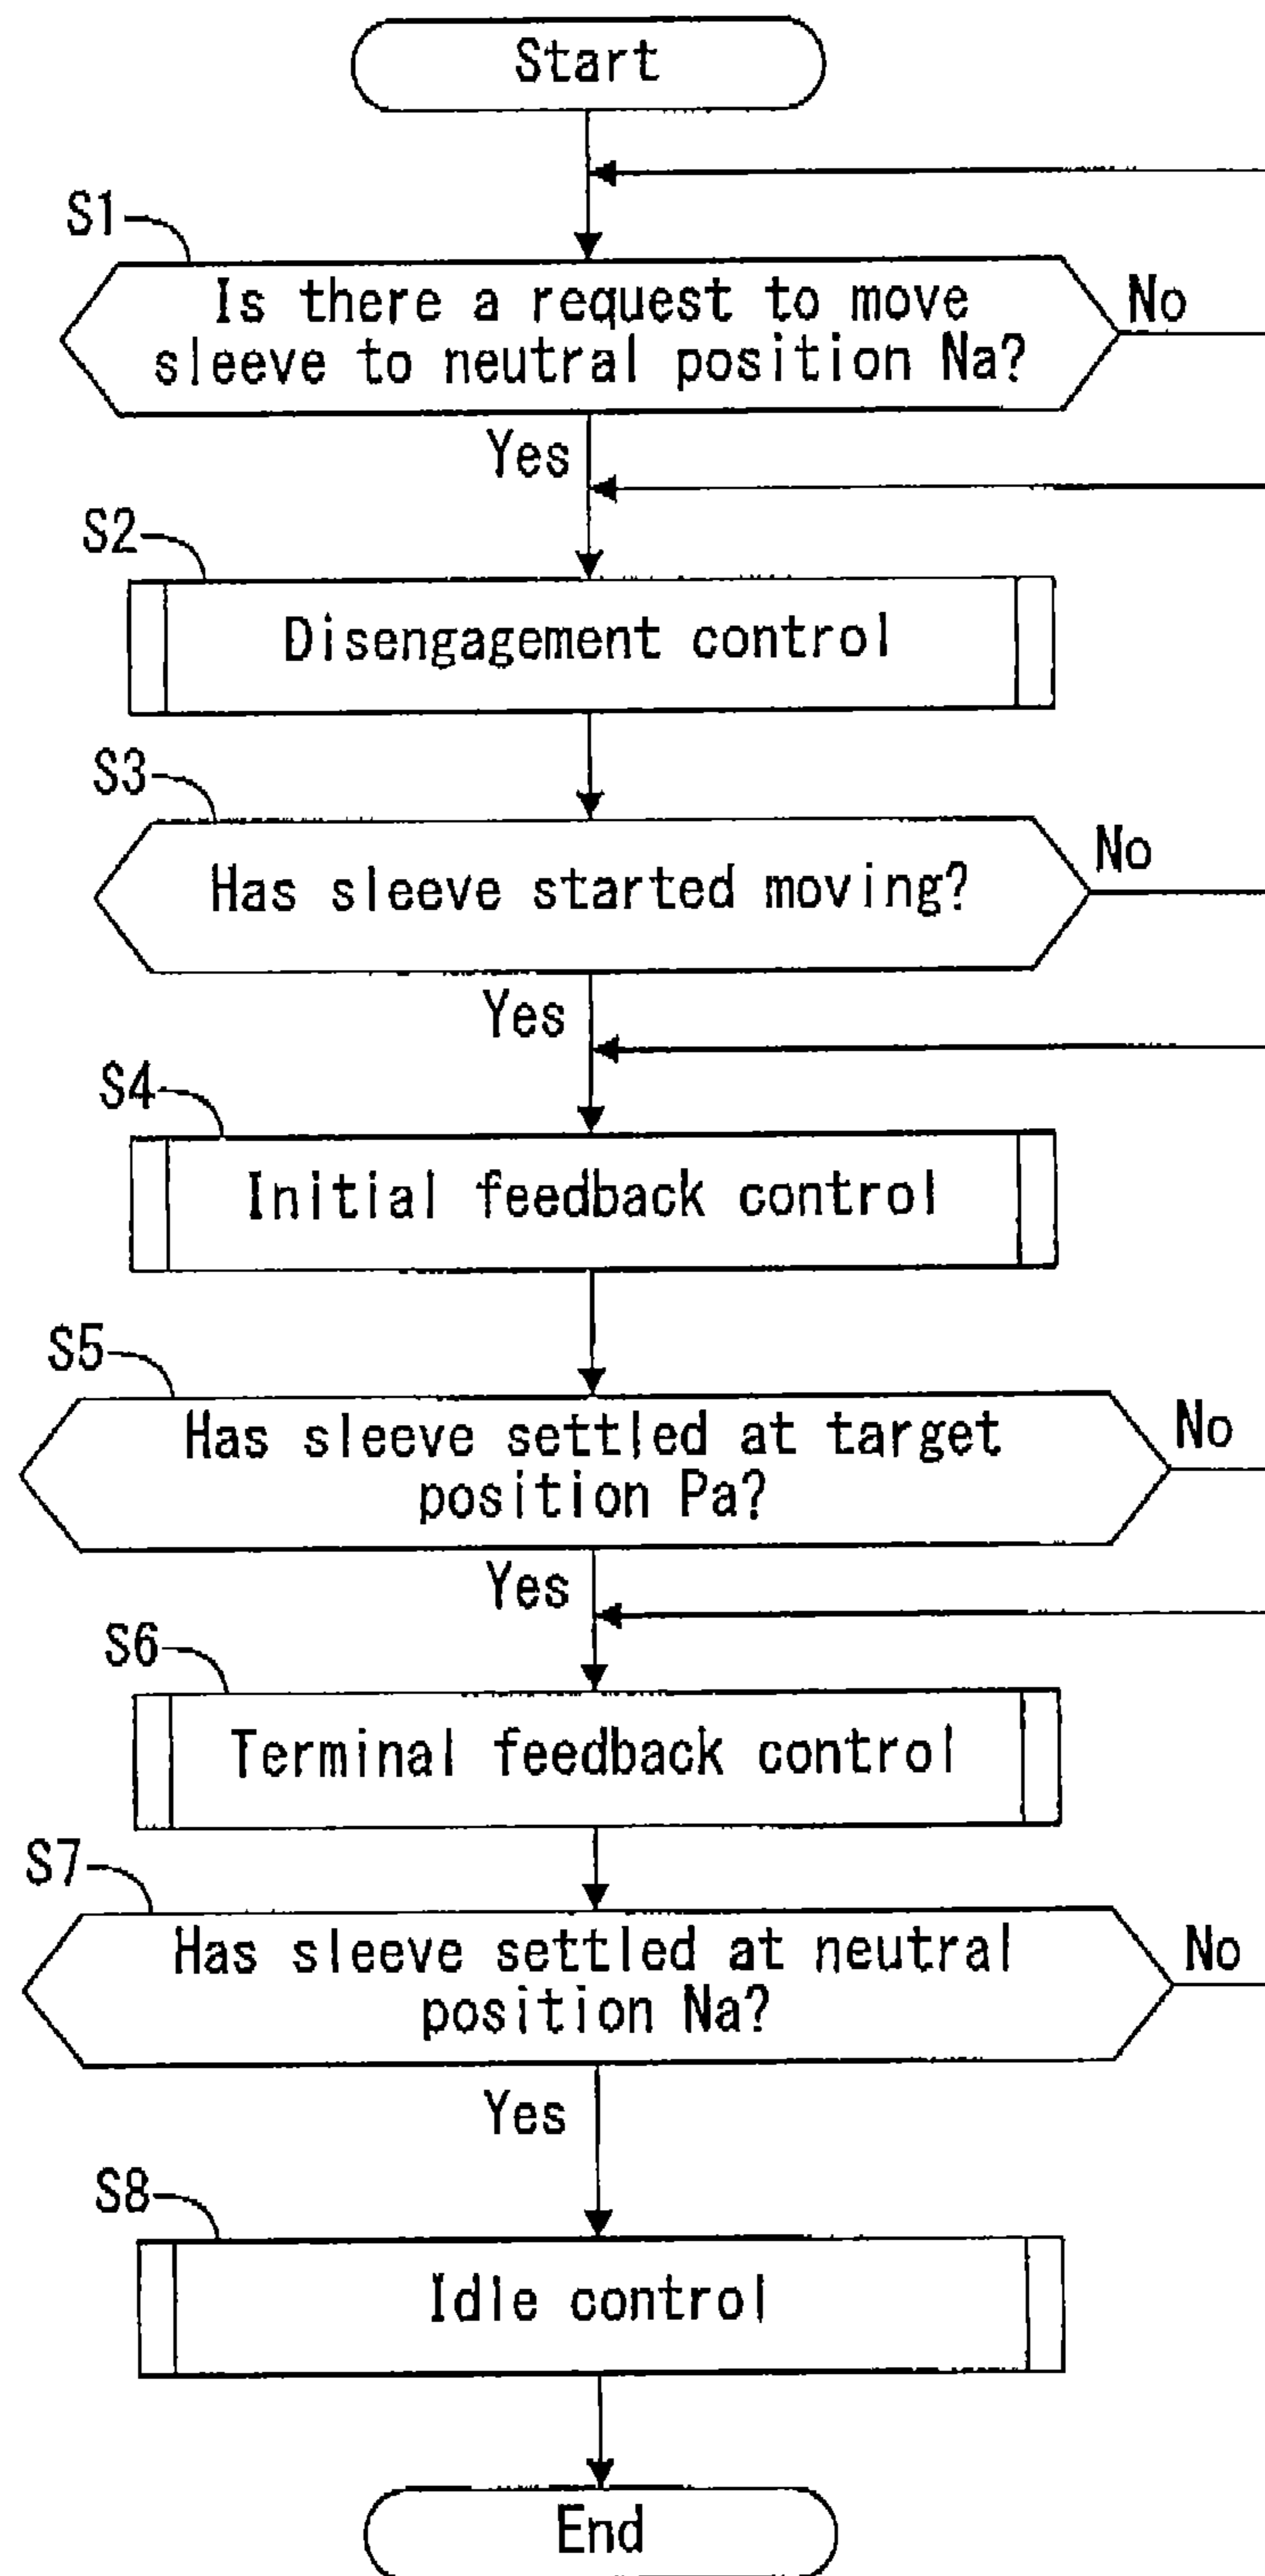 Start
S1
Is there a request to move
sleeve to neutral position Na?
No
Yes
S2
Disengagement control
S3
Has sleeve started moving?
No
Yes
S4
Initial feedback control
S5
Has sleeve settled at target
position Pa?
No
Yes
S6
Terminal feedback control
S7
Has sleeve settled at neutral
position Na?
No
Yes
S8
Idle control
End